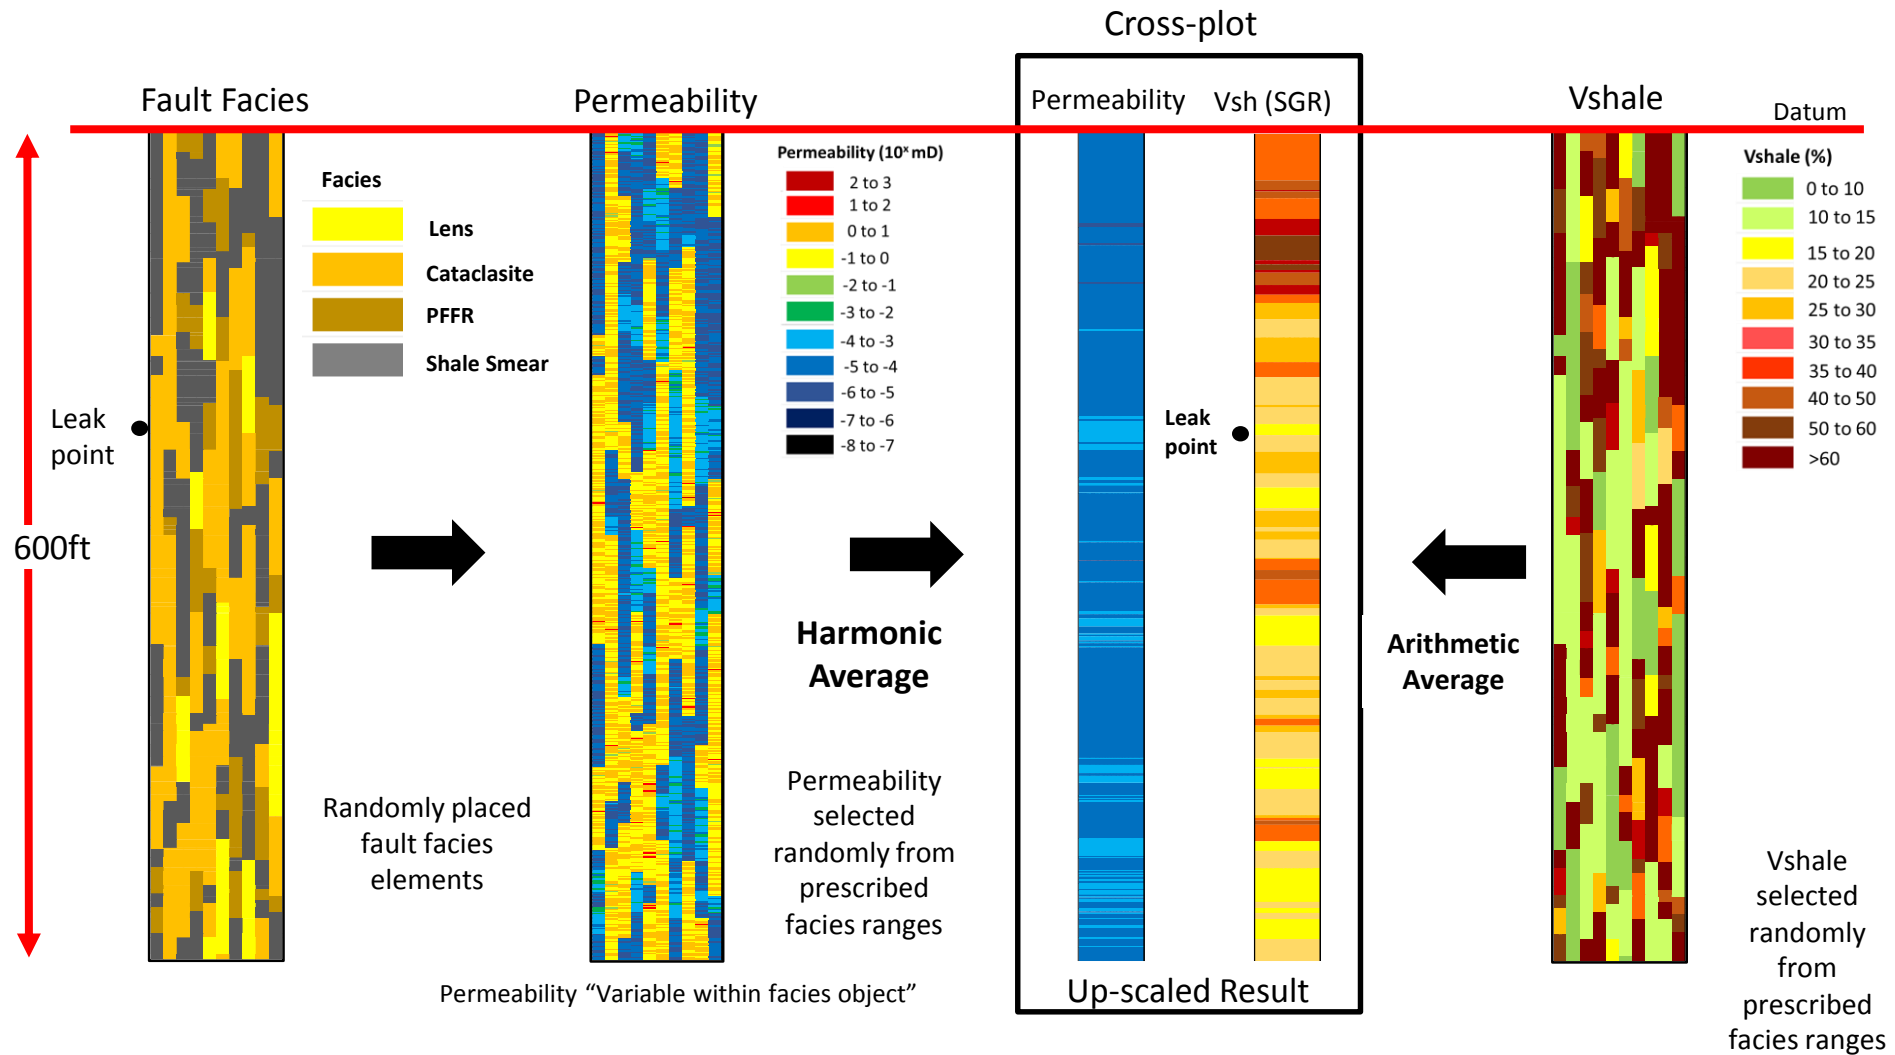 Cross-plot
Fault Facies
Permeability
Permeability
Vsh (SGR)
Vshale
Datum
600ft
Facies
Lens
Cataclasite
PFFR
Shale Smear
Leak
point
Permeability (10ˣ mD)
2 to 3
1 to 2
0 to 1
-1 to 0
-2 to -1
-3 to -2
-4 to -3
-5 to -4
-6 to -5
-7 to -6
-8 to -7
Leak
point
Vshale (%)
0 to 10
10 to 15
15 to 20
20 to 25
25 to 30
30 to 35
35 to 40
40 to 50
50 to 60
>60
Harmonic
Average
Arithmetic
Average
Randomly placed
fault facies
elements
Permeability
selected
randomly from
prescribed
facies ranges
Vshale
selected
randomly
from
prescribed
facies ranges
Permeability “Variable within facies object”
Up-scaled Result